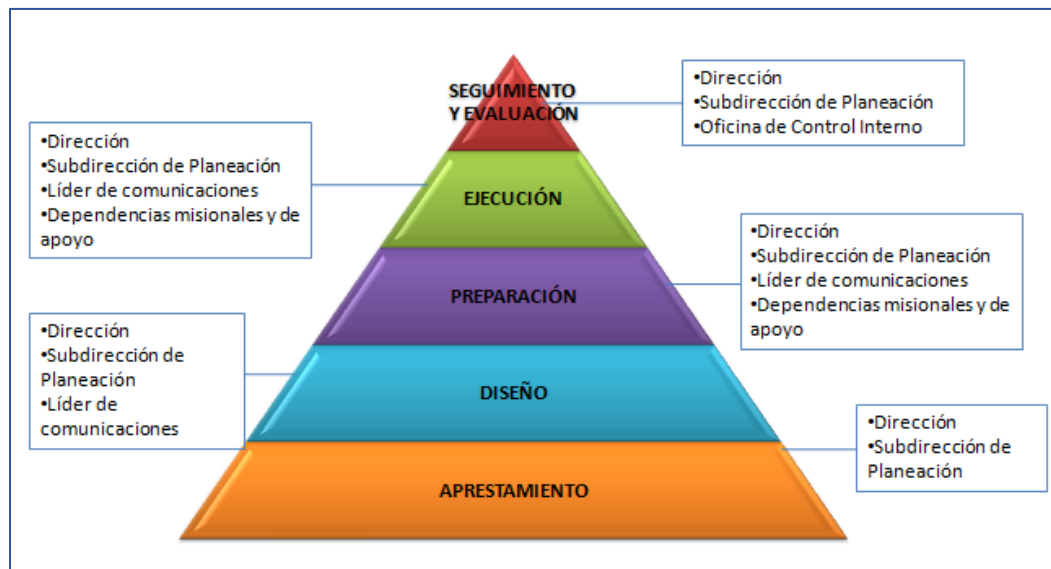 SEGUIMIENTO
Y EVALUACIÓN
•Dirección
•Subdirección de Planeación
•Oficina de Control Interno
•Dirección
•Subdirección de Planeación
•Líder de comunicaciones
•Dependencias misionales y de
apoyo
EJECUCIÓN
•Dirección
•Subdirección de Planeación
•Líder de comunicaciones
•Dependencias misionales y de
apoyo
PREPARACIÓN
•Dirección
•Subdirección de
Planeación
•Líder de
comunicaciones
DISEÑO
•Dirección
•Subdirección de
Planeación
APRESTAMIENTO